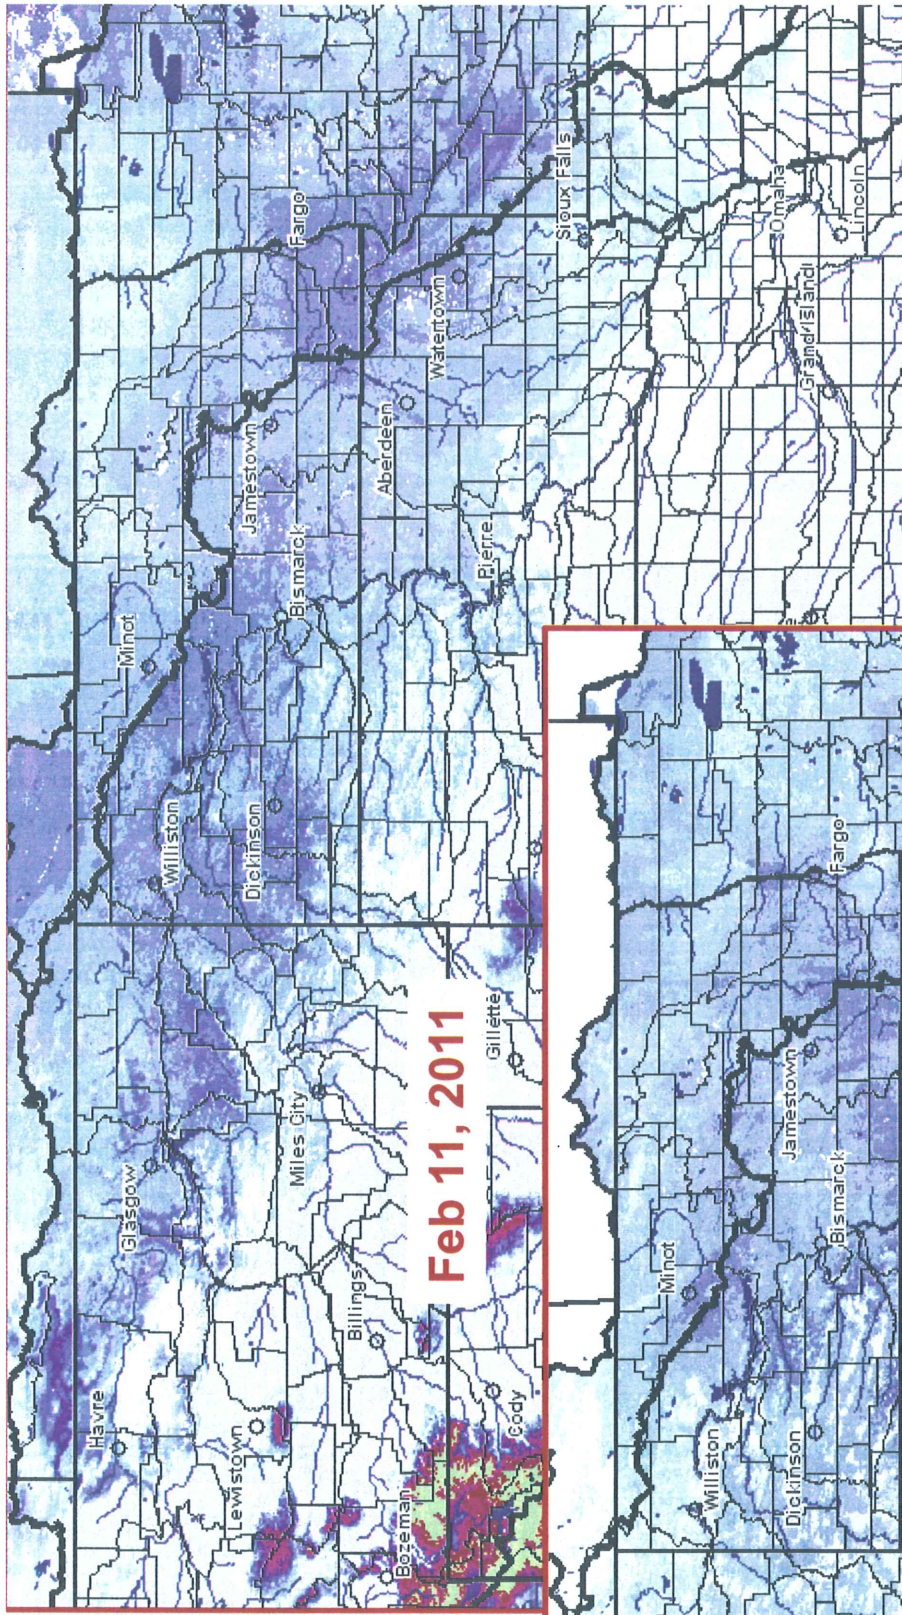 Havre
Glasgow
Williston
Minot
Fargo
Lewistown
Miles City
Dickinson
Jamestown
Bismarck
Billings
Aberdeen
Bozeman
Watertown
Pierre
Feb 11, 2011
Cody
Gillette
Sioux Falls
Omaha
Grand Island
Lincoln
Minot
Williston
Dickinson
Jamestown
Bismarck
Fargo